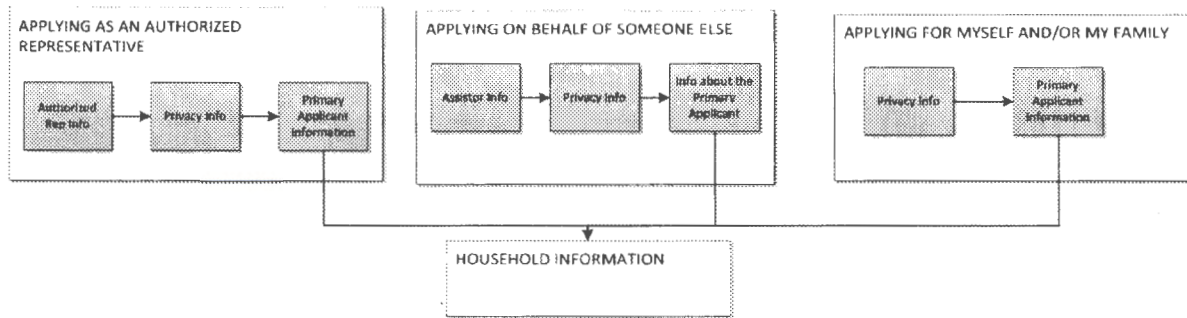 APPLYING AS AN AUTHORIZED
REPRESENTATIVE
Authorized
Rep Info
Privacy Info
Primary
Applicant
Information
APPLYING ON BEHALF OF SOMEONE ELSE
Assistor Info
Privacy Info
Info about the
Primary
Applicant
APPLYING FOR MYSELF AND/OR MY FAMILY
Privacy Info
Primary
Applicant
Information
HOUSEHOLD INFORMATION